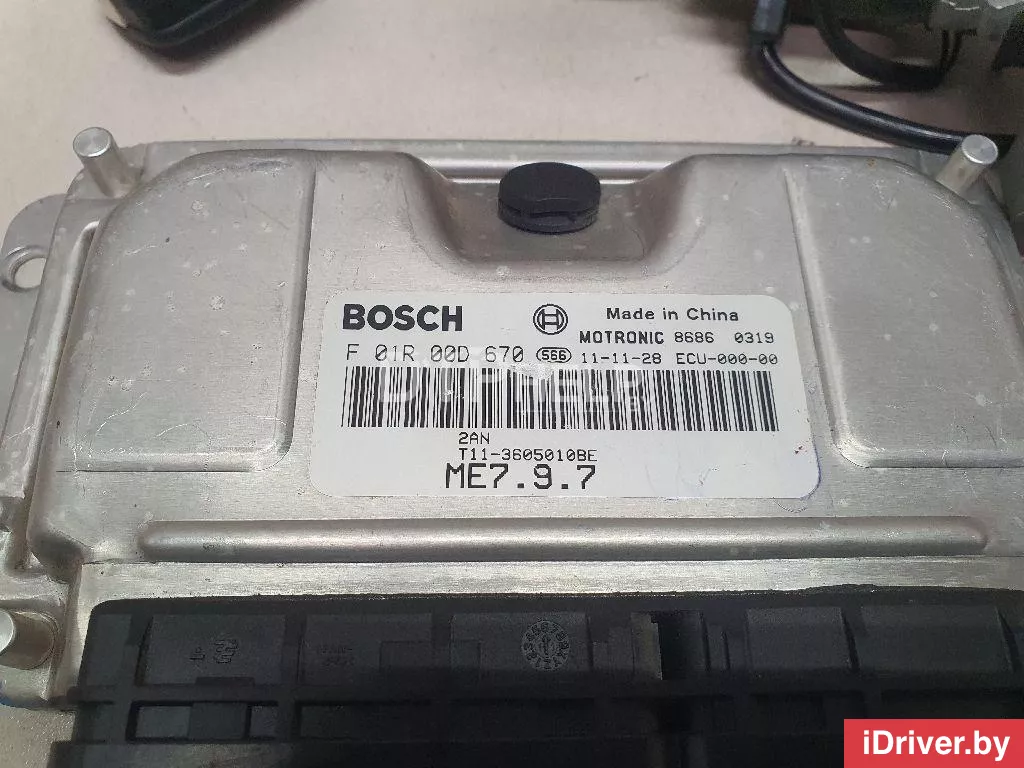 BOSCH
Made in China
MOTRONIC 8686 0319
F 01R 00D 670 566 11-11-28 ECU-000-00
2AN
T11-3605010BE
ME7.9.7
iDriver.by